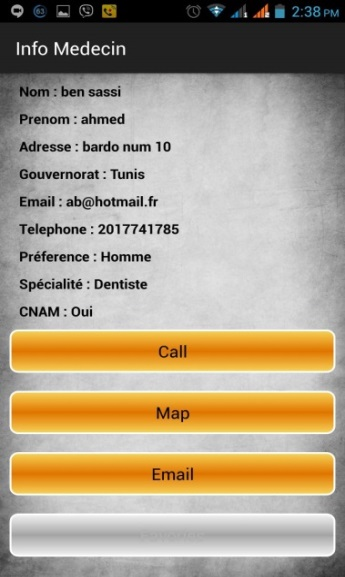 63
2:38 PM
Info Medecin
Nom : ben sassi
Prenom : ahmed
Adresse : bardo num 10
Gouvernorat : Tunis
Email : ab@hotmail.fr
Telephone : 2017741785
Préference : Homme
Spécialité : Dentiste
CNAM : Oui
Call
Map
Email